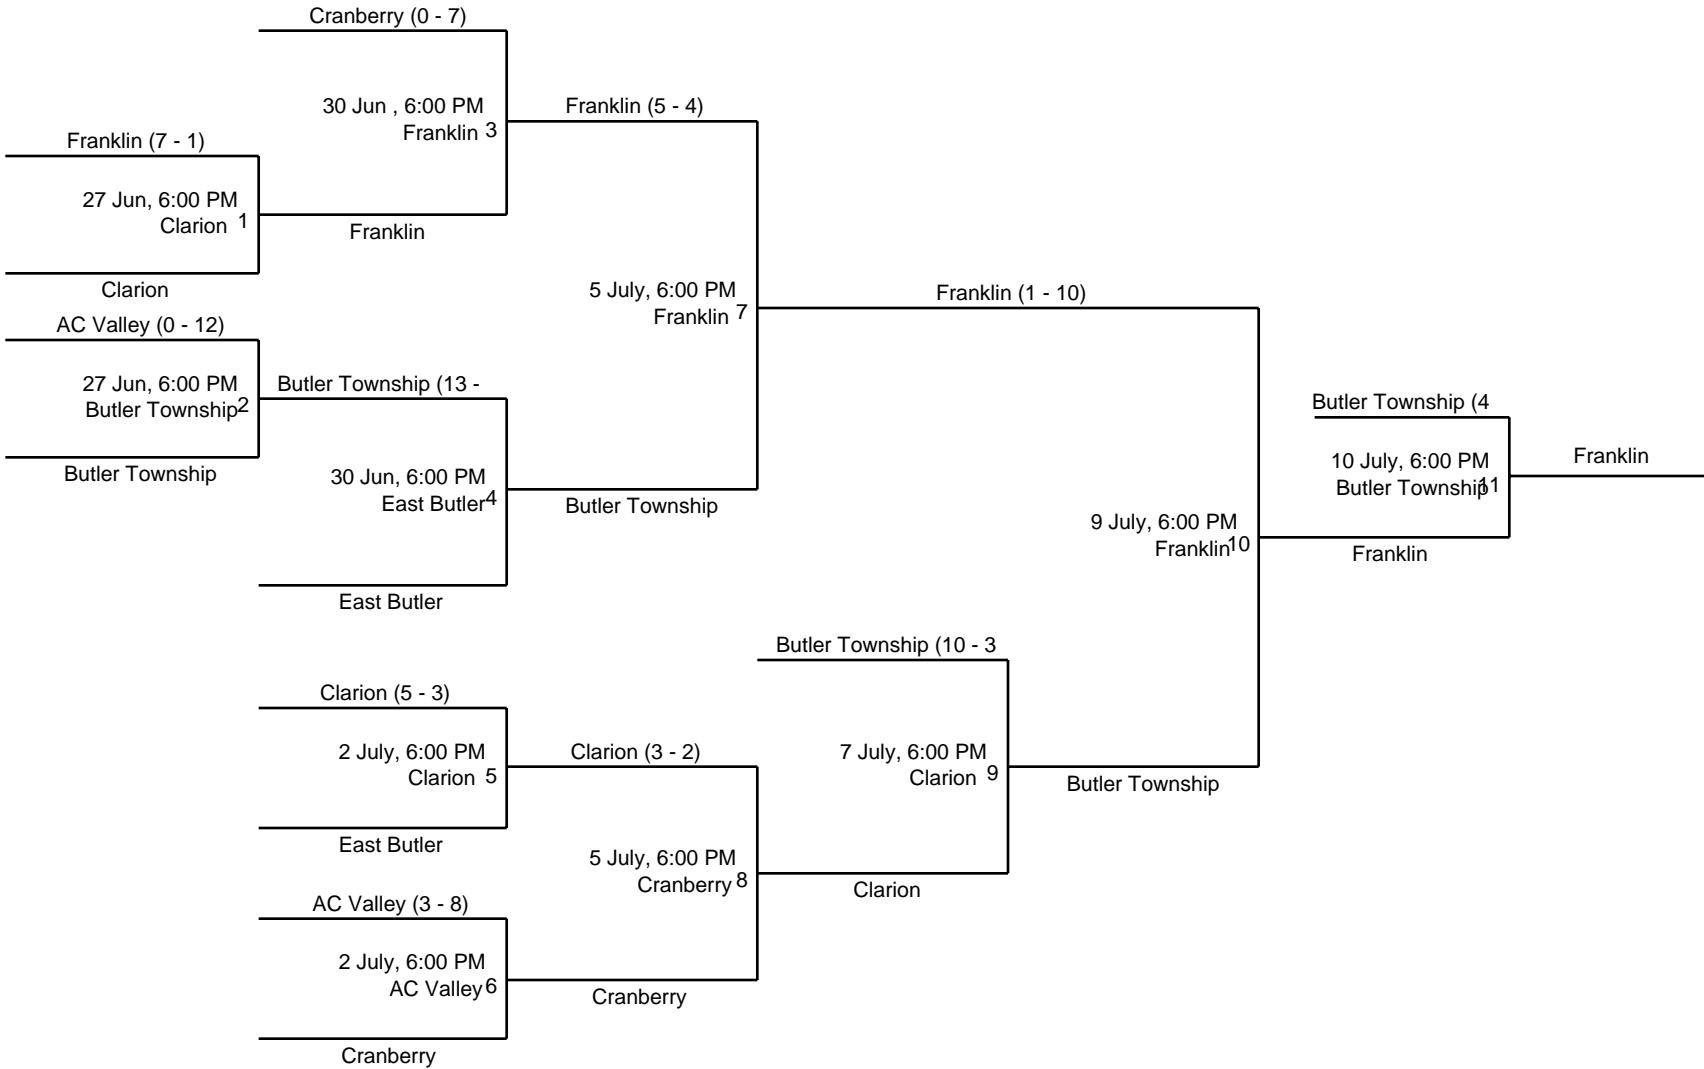 Cranberry (0 - 7)
30 Jun , 6:00 PM
Franklin 3
Franklin (5 - 4)
Franklin (7 - 1)
27 Jun, 6:00 PM
Clarion 1
Franklin
Clarion
5 July, 6:00 PM
Franklin 7
Franklin (1 - 10)
AC Valley (0 - 12)
27 Jun, 6:00 PM
Butler Township 2
Butler Township (13 -
Butler Township
30 Jun, 6:00 PM
East Butler 4
Butler Township
East Butler
Butler Township (4
10 July, 6:00 PM
Butler Township 11
Franklin
9 July, 6:00 PM
Franklin 10
Franklin
Butler Township (10 - 3
Clarion (5 - 3)
2 July, 6:00 PM
Clarion 5
Clarion (3 - 2)
7 July, 6:00 PM
Clarion 9
Butler Township
East Butler
5 July, 6:00 PM
Cranberry 8
Clarion
AC Valley (3 - 8)
2 July, 6:00 PM
AC Valley 6
Cranberry
Cranberry